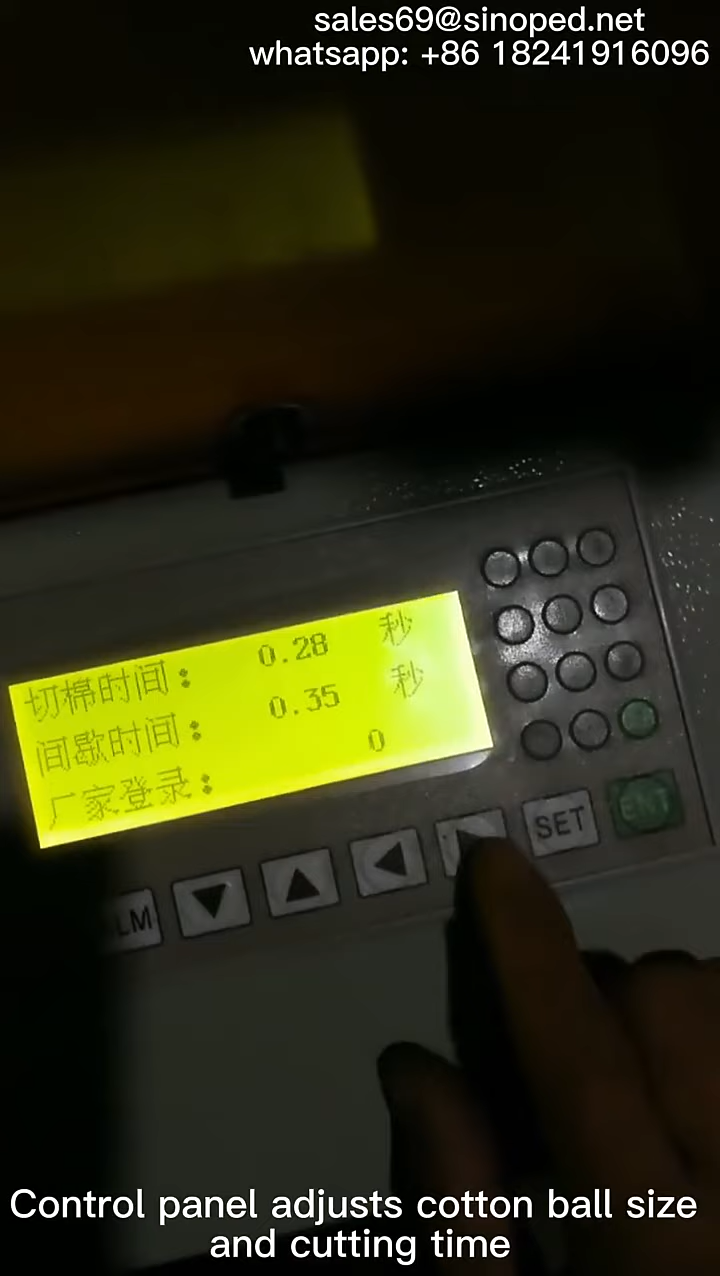 sales69@sinoped.net
whatsapp: +86 18241916096
切棉时间： 0.28 秒
间歇时间： 0.35 秒
厂家登录： 0
LM
SET
ENT
Control panel adjusts cotton ball size
and cutting time